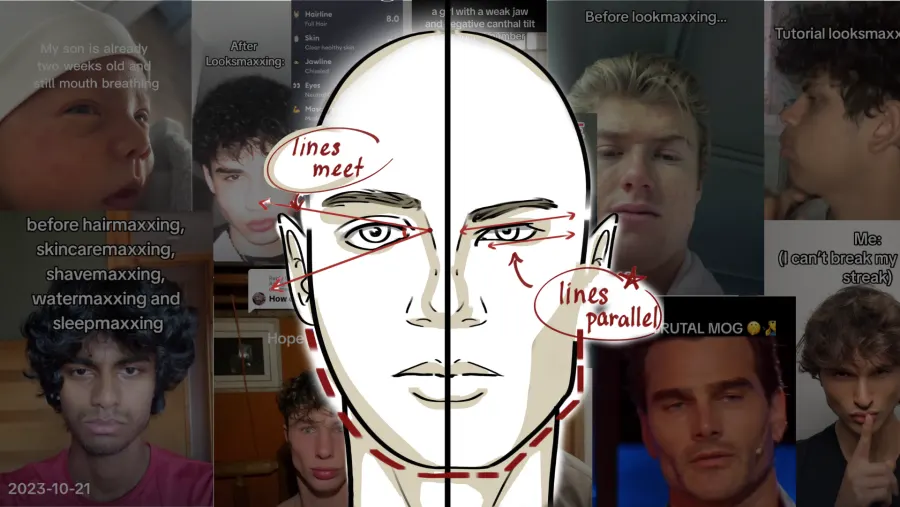 My son is already
two weeks old and
still mouth breathing
After
Looksmaxxing:
Hairline
8.0
Full Hair
Skin
Clear healthy skin
Jawline
Chiseled
Eyes
a girl with a weak jaw
and negative canthal tilt
Before lookmaxxing...
Tutorial looksmaxx
lines
meet
before hairmaxxing,
skincaremaxxing,
shavemaxxing,
watermaxxing and
sleepmaxxing
2023-10-21
How
Hope
lines
parallel
RUTAL MOG 🤫🧏
Me:
(I can't break my
streak)